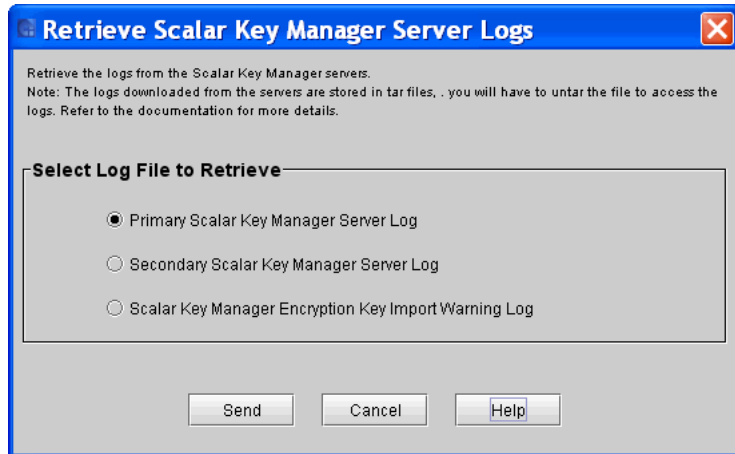 Retrieve Scalar Key Manager Server Logs
Retrieve the logs from the Scalar Key Manager servers.
Note: The logs downloaded from the servers are stored in tar files, . you will have to untar the file to access the
logs. Refer to the documentation for more details.
Select Log File to Retrieve
Primary Scalar Key Manager Server Log
Secondary Scalar Key Manager Server Log
Scalar Key Manager Encryption Key Import Warning Log
Send Cancel Help